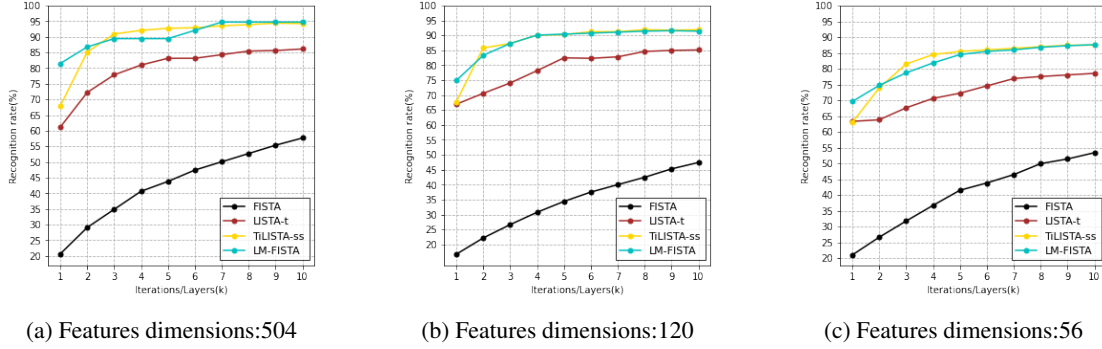 Recognition rate(%)
100
95
90
85
80
75
70
65
60
55
50
45
40
35
30
25
20
FISTA
LISTA-t
TiLISTA-ss
LM-FISTA
1 2 3 4 5 6 7 8 9 10
Iterations/Layers(k)
(a) Features dimensions:504
Recognition rate(%)
100
95
90
85
80
75
70
65
60
55
50
45
40
35
30
25
20
FISTA
LISTA-t
TiLISTA-ss
LM-FISTA
1 2 3 4 5 6 7 8 9 10
Iterations/Layers(k)
(b) Features dimensions:120
Recognition rate(%)
100
95
90
85
80
75
70
65
60
55
50
45
40
35
30
25
20
FISTA
LISTA-t
TiLISTA-ss
LM-FISTA
1 2 3 4 5 6 7 8 9 10
Iterations/Layers(k)
(c) Features dimensions:56